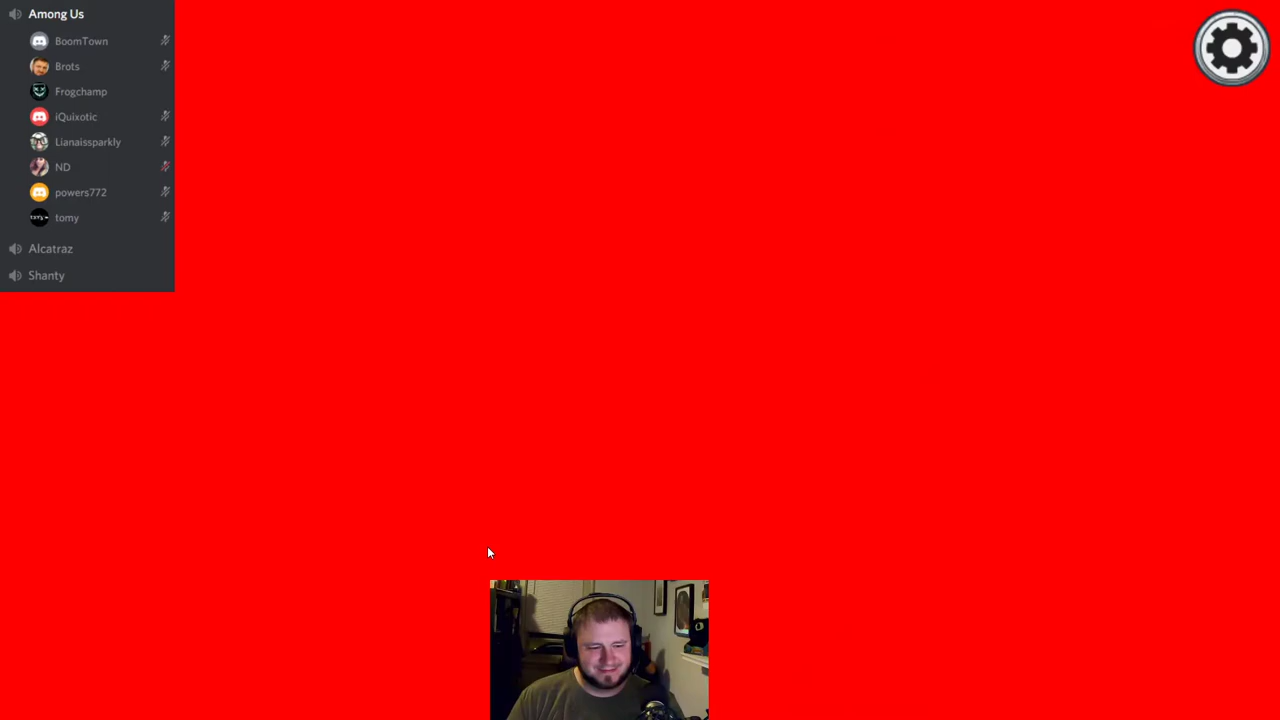 Among Us
BoomTown
Brots
Frogchamp
iQuixotic
Lianaissparkly
ND
powers772
tomy
Alcatraz
Shanty